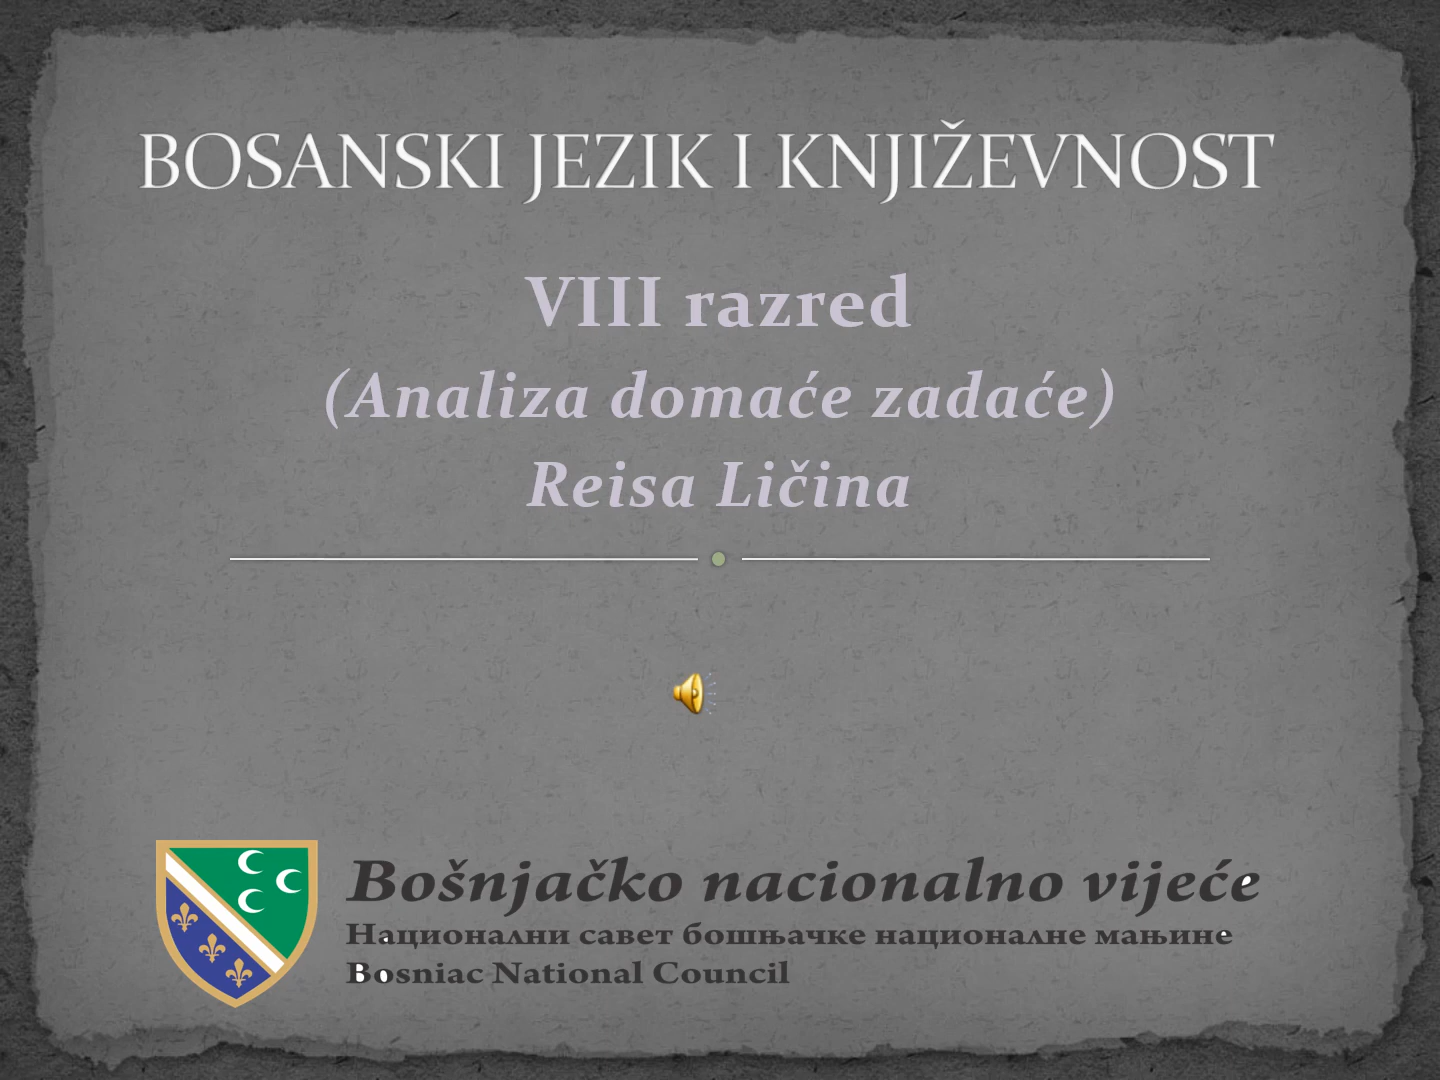 BOSANSKI JEZIK I KNJIŽEVNOST
VIII razred
(Analiza domaće zadaće)
Reisa Ličina
Bošnjačko nacionalno vijeće
Национални савет бошњачке националне мањине
Bosniac National Council